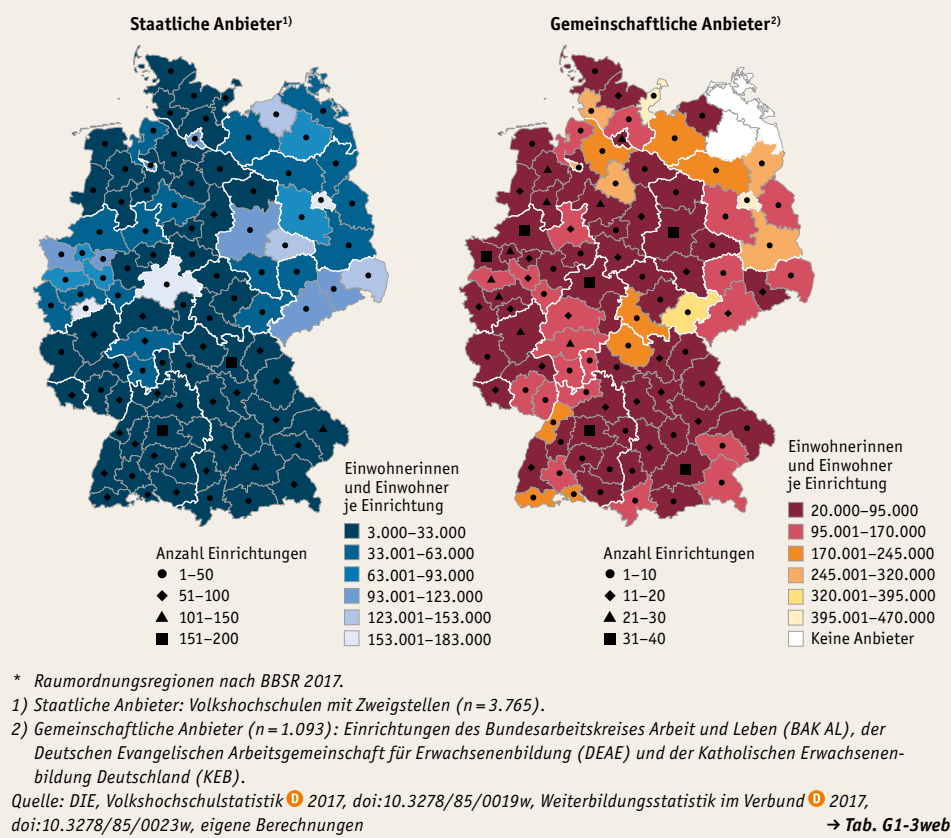 Staatliche Anbieter1)
Gemeinschaftliche Anbieter2)
Einwohnerinnen
und Einwohner
je Einrichtung
3.000–33.000
33.001–63.000
63.001–93.000
93.001–123.000
123.001–153.000
153.001–183.000
Anzahl Einrichtungen
1–50
51–100
101–150
151–200
Einwohnerinnen
und Einwohner
je Einrichtung
20.000–95.000
95.001–170.000
170.001–245.000
245.001–320.000
320.001–395.000
395.001–470.000
Keine Anbieter
Anzahl Einrichtungen
1–10
11–20
21–30
31–40
* Raumordnungsregionen nach BBSR 2017.
1) Staatliche Anbieter: Volkshochschulen mit Zweigstellen (n = 3.765).
2) Gemeinschaftliche Anbieter (n = 1.093): Einrichtungen des Bundesarbeitskreises Arbeit und Leben (BAK AL), der
Deutschen Evangelischen Arbeitsgemeinschaft für Erwachsenenbildung (DEAE) und der Katholischen Erwachsenen-
bildung Deutschland (KEB).
Quelle: DIE, Volkshochschulstatistik D 2017, doi:10.3278/85/0019w, Weiterbildungsstatistik im Verbund D 2017,
doi:10.3278/85/0023w, eigene Berechnungen
→ Tab. G1-3web